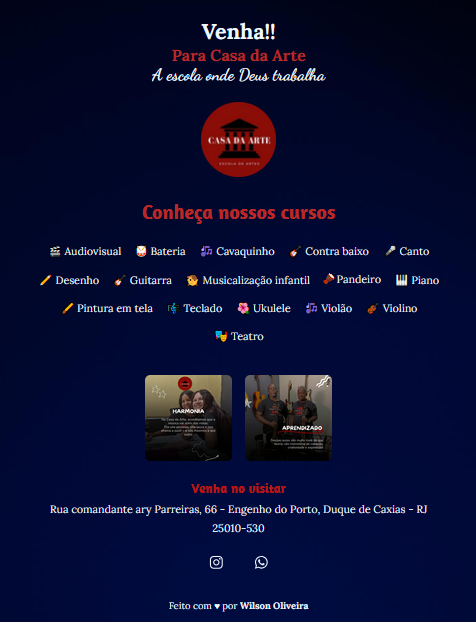 Venha!!
Para Casa da Arte
A escola onde Deus trabalha
CASA DA ARTE
ESCOLA DA ARTES
Conheça nossos cursos
Audiovisual Bateria Cavaquinho Contra baixo Canto
Desenho Guitarra Musicalização infantil Pandeiro Piano
Pintura em tela Teclado Ukulele Violão Violino
Teatro
HARMONIA
APRENDIZADO
Venha no visitar
Rua comandante ary Parreiras, 66 - Engenho do Porto, Duque de Caxias - RJ
25010-530
Feito com ♥ por Wilson Oliveira